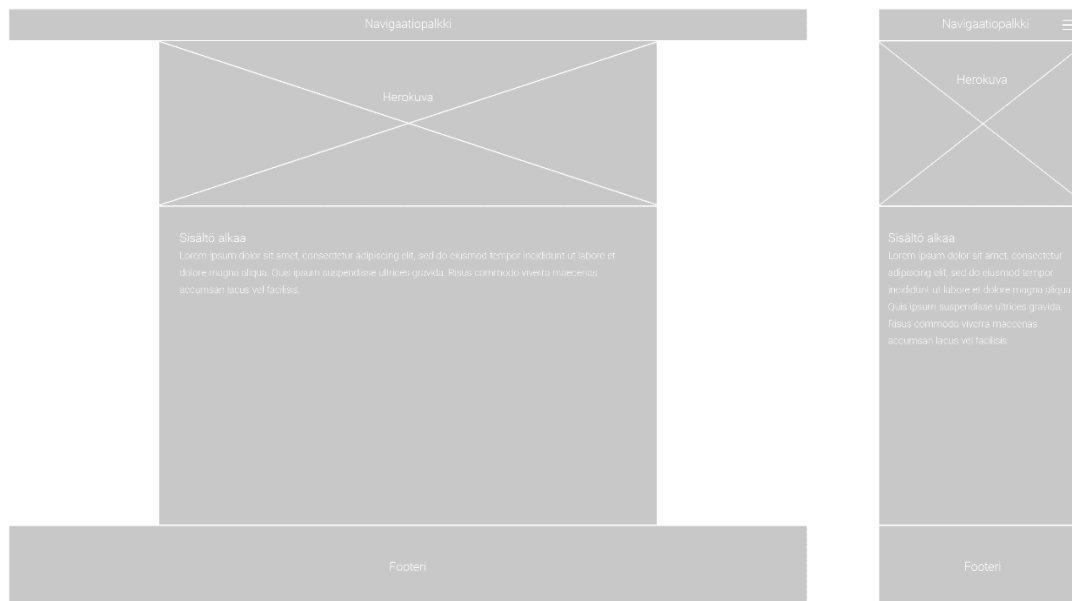 Navigaatiopalkki
Herokuva
Sisältö alkaa
Lorem ipsum dolor sit amet, consectetur adipiscing elit, sed do eiusmod tempor incididunt ut labore et
dolore magna aliqua. Quis ipsum suspendisse ultrices gravida. Risus commodo viverra maecenas
accumsan lacus vel facilisis.
Footeri
Navigaatiopalkki
Herokuva
Sisältö alkaa
Lorem ipsum dolor sit amet, consectetur
adipiscing elit, sed do eiusmod tempor
incididunt ut labore et dolore magna aliqua.
Quis ipsum suspendisse ultrices gravida.
Risus commodo viverra maecenas
accumsan lacus vel facilisis.
Footeri